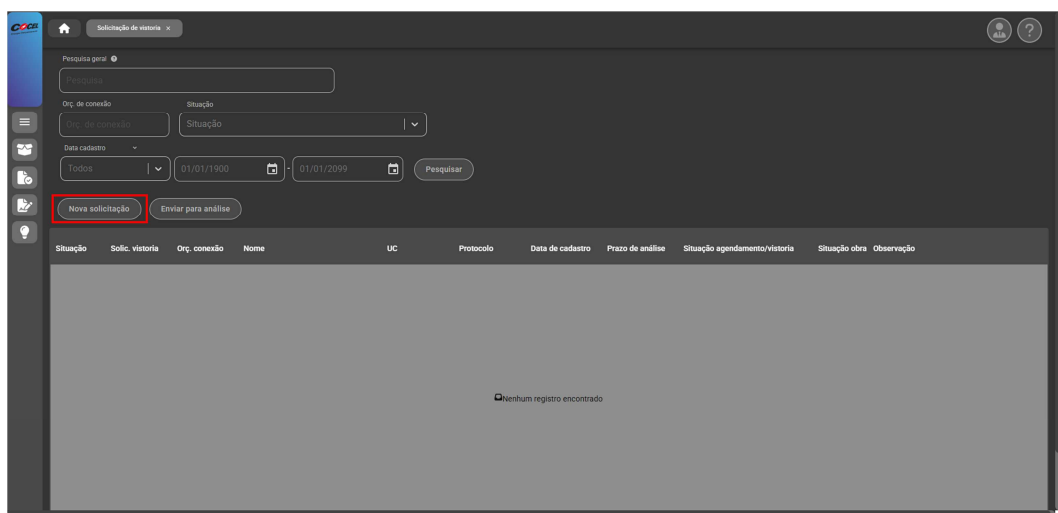 COCEL
Solicitação de vistoria ×
?
Pesquisa geral ?
Pesquisa
Orç. de conexão Situação
Orç. de conexão Situação
Data cadastro
Todos 01/01/1900 - 01/01/2099 Pesquisar
Nova solicitação Enviar para análise
Situação Solic. vistoria Orç. conexão Nome UC Protocolo Data de cadastro Prazo de análise Situação agendamento/vistoria Situação obra Observação
Nenhum registro encontrado